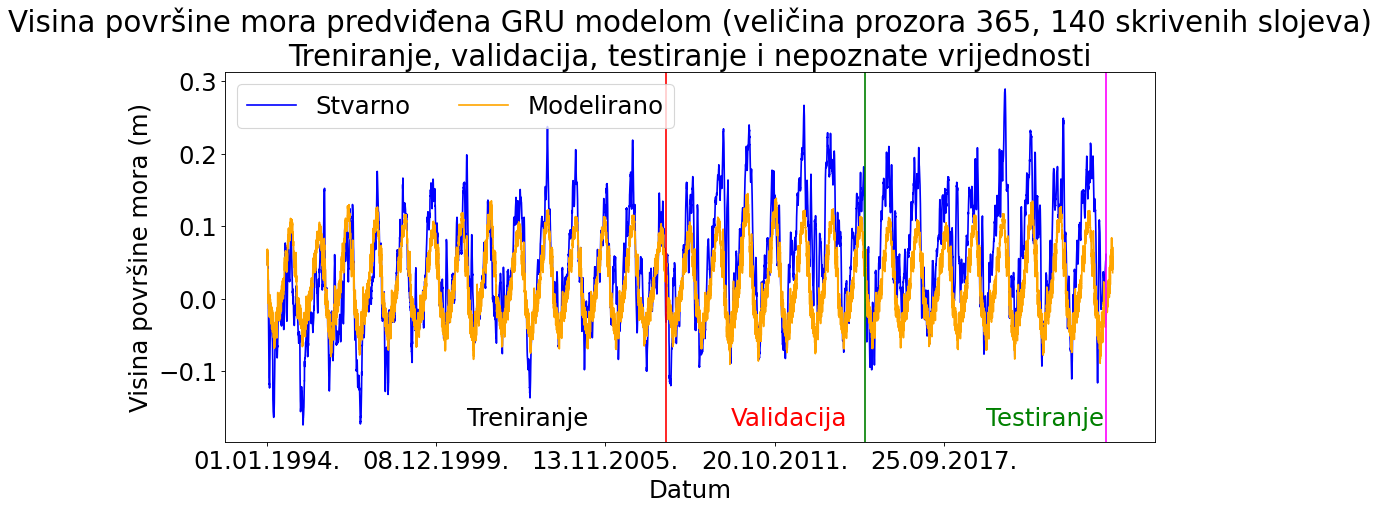 Visina površine mora predviđena GRU modelom (veličina prozora 365, 140 skrivenih slojeva)
Treniranje, validacija, testiranje i nepoznate vrijednosti
Stvarno
Modelirano
Visina površine mora (m)
0.3
0.2
0.1
0.0
−0.1
Treniranje
Validacija
Testiranje
01.01.1994.
08.12.1999.
13.11.2005.
20.10.2011.
25.09.2017.
Datum